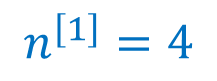 n^[1] = 4